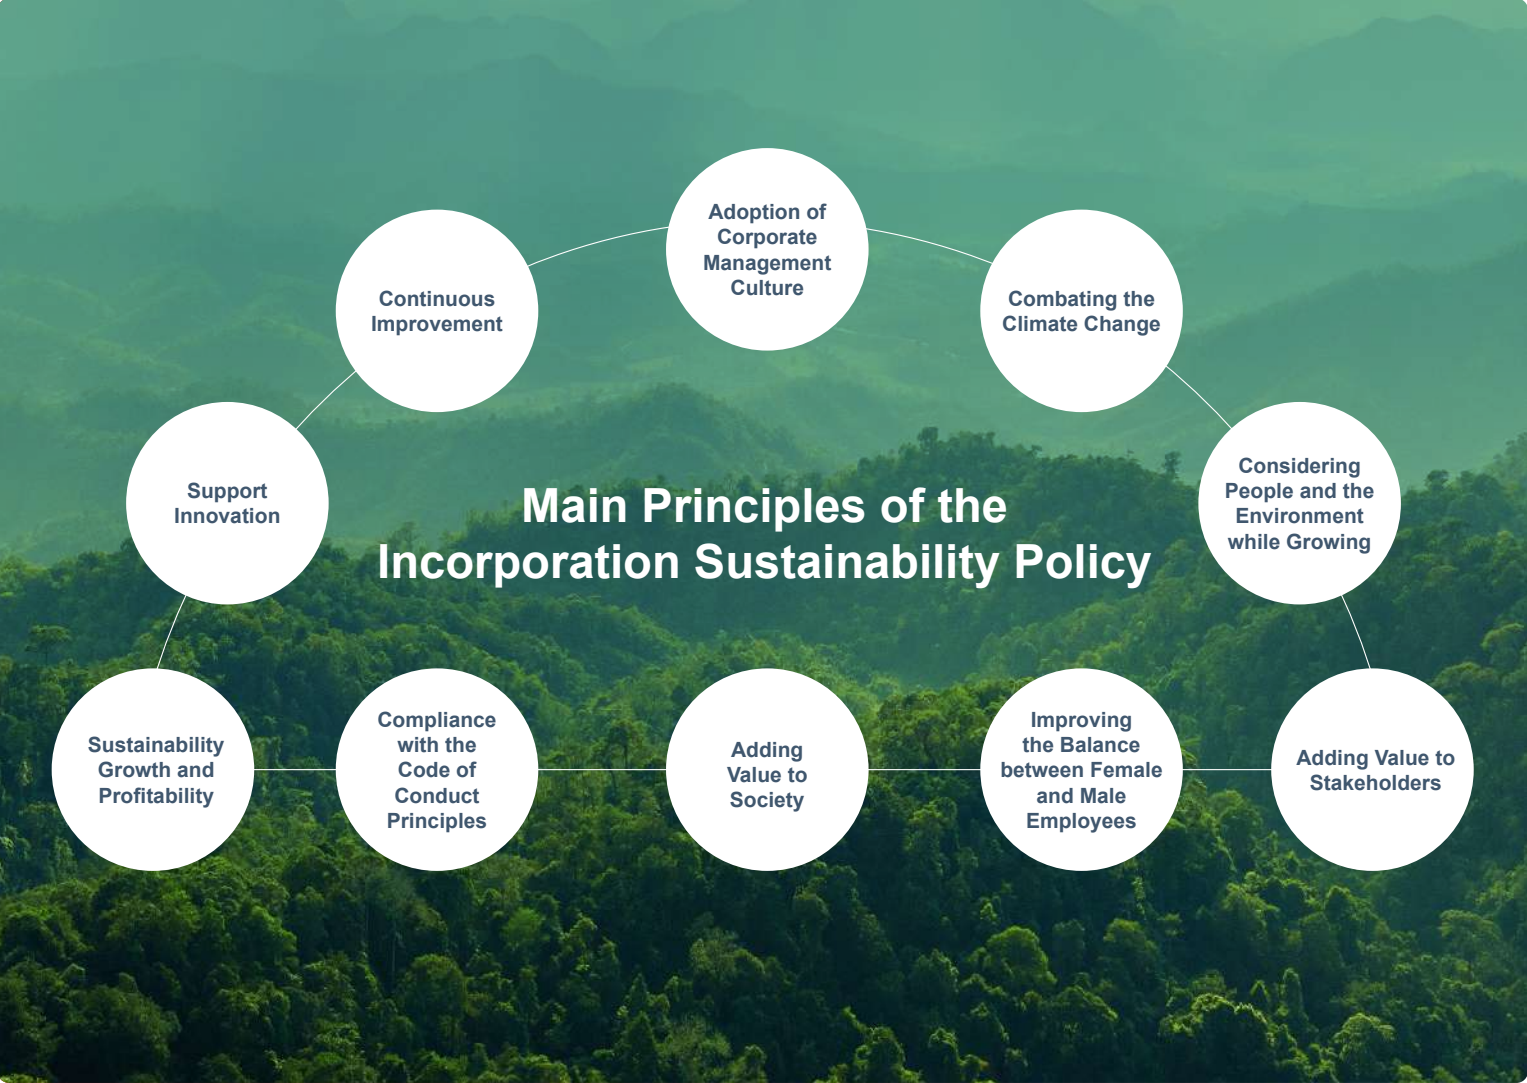 Adoption of
Corporate
Management
Culture
Continuous
Improvement
Combating the
Climate Change
Support
Innovation
Considering
People and the
Environment
while Growing
Main Principles of the
Incorporation Sustainability Policy
Sustainability
Growth and
Profitability
Compliance
with the
Code of
Conduct
Principles
Adding
Value to
Society
Improving
the Balance
between Female
and Male
Employees
Adding Value to
Stakeholders